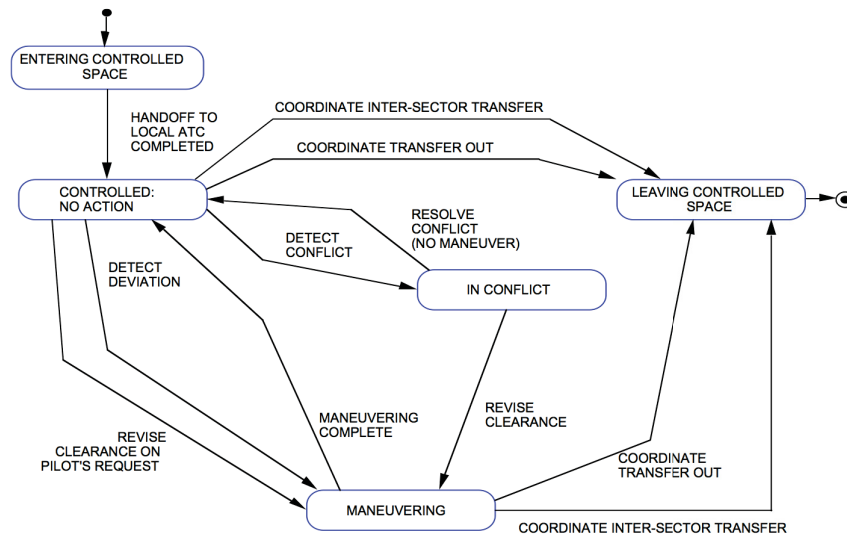 ENTERING CONTROLLED
SPACE
HANDOFF TO
LOCAL ATC
COMPLETED
COORDINATE INTER-SECTOR TRANSFER
COORDINATE TRANSFER OUT
CONTROLLED:
NO ACTION
LEAVING CONTROLLED
SPACE
RESOLVE
CONFLICT
(NO MANEUVER)
DETECT
CONFLICT
DETECT
DEVIATION
IN CONFLICT
MANEUVERING
COMPLETE
REVISE
CLEARANCE
REVISE
CLEARANCE ON
PILOT'S REQUEST
COORDINATE
TRANSFER OUT
MANEUVERING
COORDINATE INTER-SECTOR TRANSFER